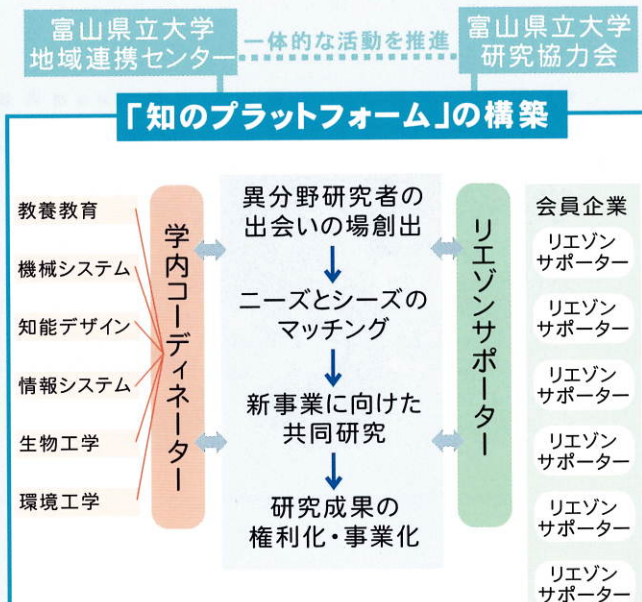 富山県立大学
地域連携センター
一体的な活動を推進
富山県立大学
研究協力会
「知のプラットフォーム」の構築
教養教育
機械システム
知能デザイン
情報システム
生物工学
環境工学
学内コーディネーター
異分野研究者の
出会いの場創出
ニーズとシーズの
マッチング
新事業に向けた
共同研究
研究成果の
権利化・事業化
リエゾンサポーター
会員企業
リエゾン
サポーター
リエゾン
サポーター
リエゾン
サポーター
リエゾン
サポーター
リエゾン
サポーター
リエゾン
サポーター